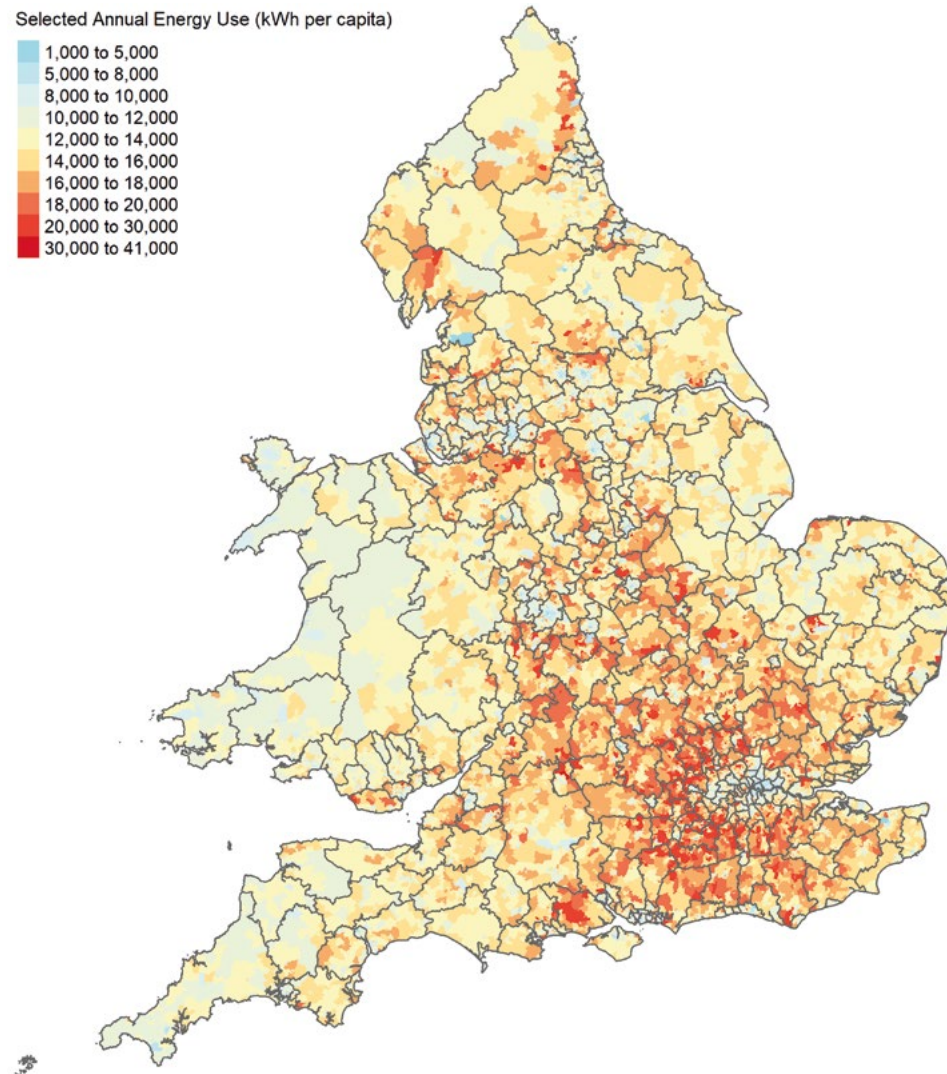 Selected Annual Energy Use (kWh per capita)
1,000 to 5,000
5,000 to 8,000
8,000 to 10,000
10,000 to 12,000
12,000 to 14,000
14,000 to 16,000
16,000 to 18,000
18,000 to 20,000
20,000 to 30,000
30,000 to 41,000